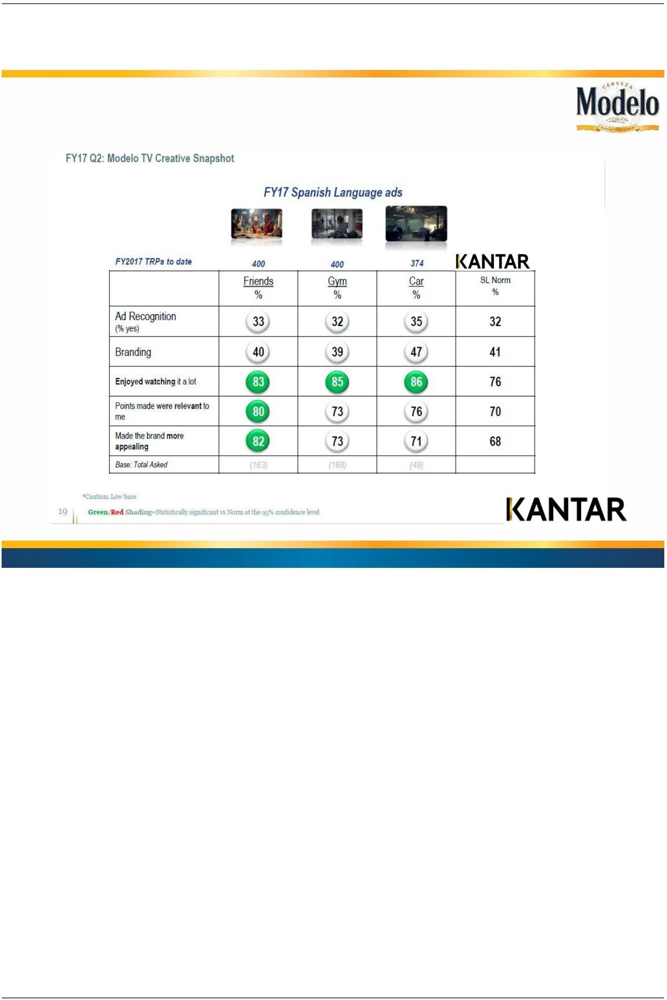 CERVEZA
Modelo
FY17 Q2: Modelo TV Creative Snapshot
FY17 Spanish Language ads
FY2017 TRPs to date 400 400 374 KANTAR
Friends Gym Car SL Norm
% % % %
Ad Recognition
(% yes) 33 32 35 32
Branding 40 39 47 41
Enjoyed watching it a lot 83 85 86 76
Points made were relevant to
me 80 73 76 70
Made the brand more
appealing 82 73 71 68
Base: Total Asked (163) (168) (49)
*Caution: Low base
19 Green/Red Shading=Statistically significant vs Norm at the 95% confidence level
KANTAR